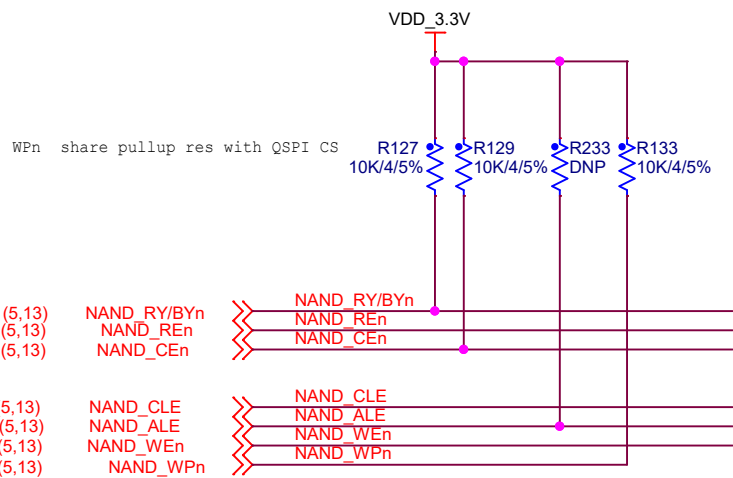 VDD_3.3V
WPn share pullup res with QSPI CS
R127 R129 R233 R133
10K/4/5% 10K/4/5% DNP 10K/4/5%
(5,13) NAND_RY/BYn NAND_RY/BYn
(5,13) NAND_REn NAND_REn
(5,13) NAND_CEn NAND_CEn
5,13) NAND_CLE NAND_CLE
(5,13) NAND_ALE NAND_ALE
(5,13) NAND_WEn NAND_WEn
(5,13) NAND_WPn NAND_WPn